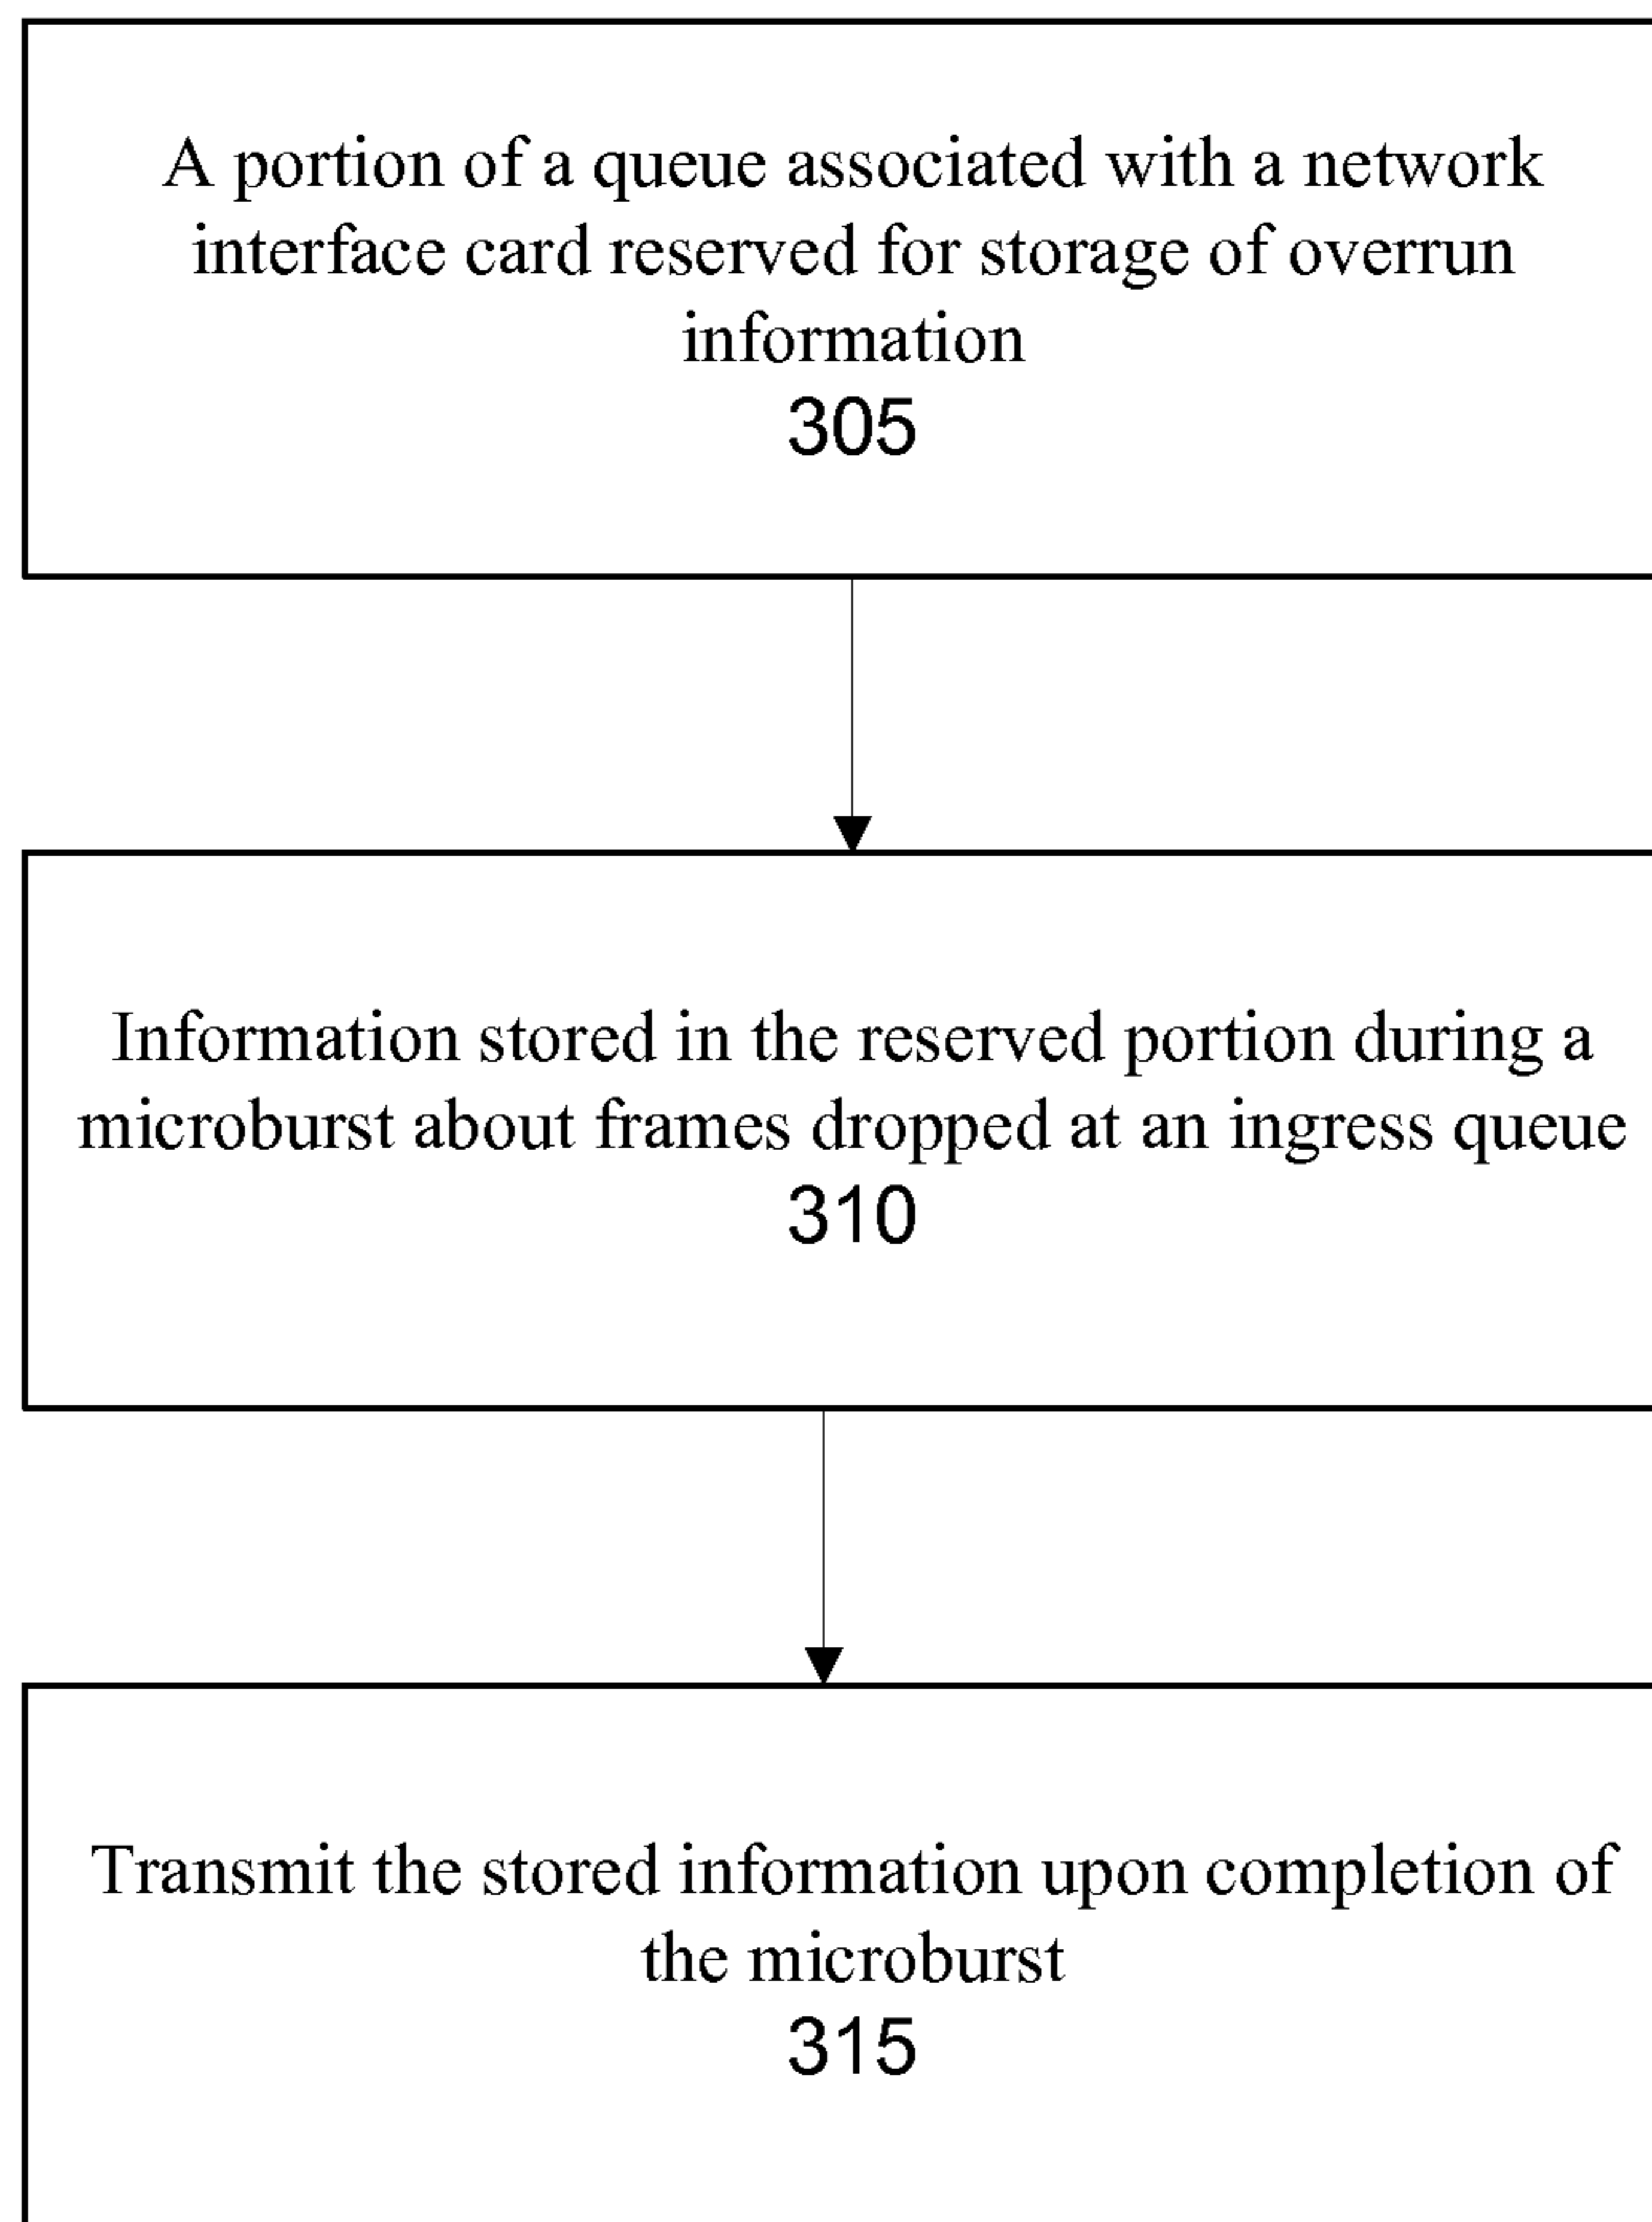 A portion of a queue associated with a network
interface card reserved for storage of overrun
information
305
Information stored in the reserved portion during a
microburst about frames dropped at an ingress queue
310
Transmit the stored information upon completion of
the microburst
315